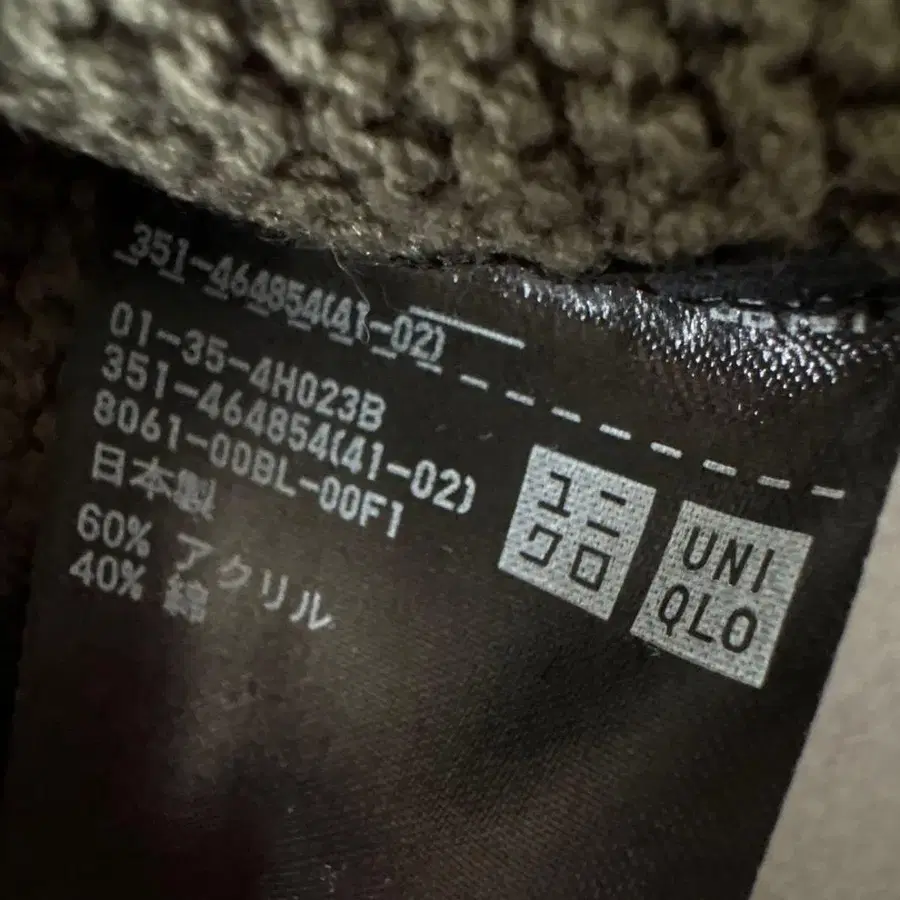 351-464854(41-02)
01-35-4H023B
351-464854(41-02)
8061-00BL-00F1
日本製
60% アクリル
40% 綿
ユニ
クロ
UNI
QLO